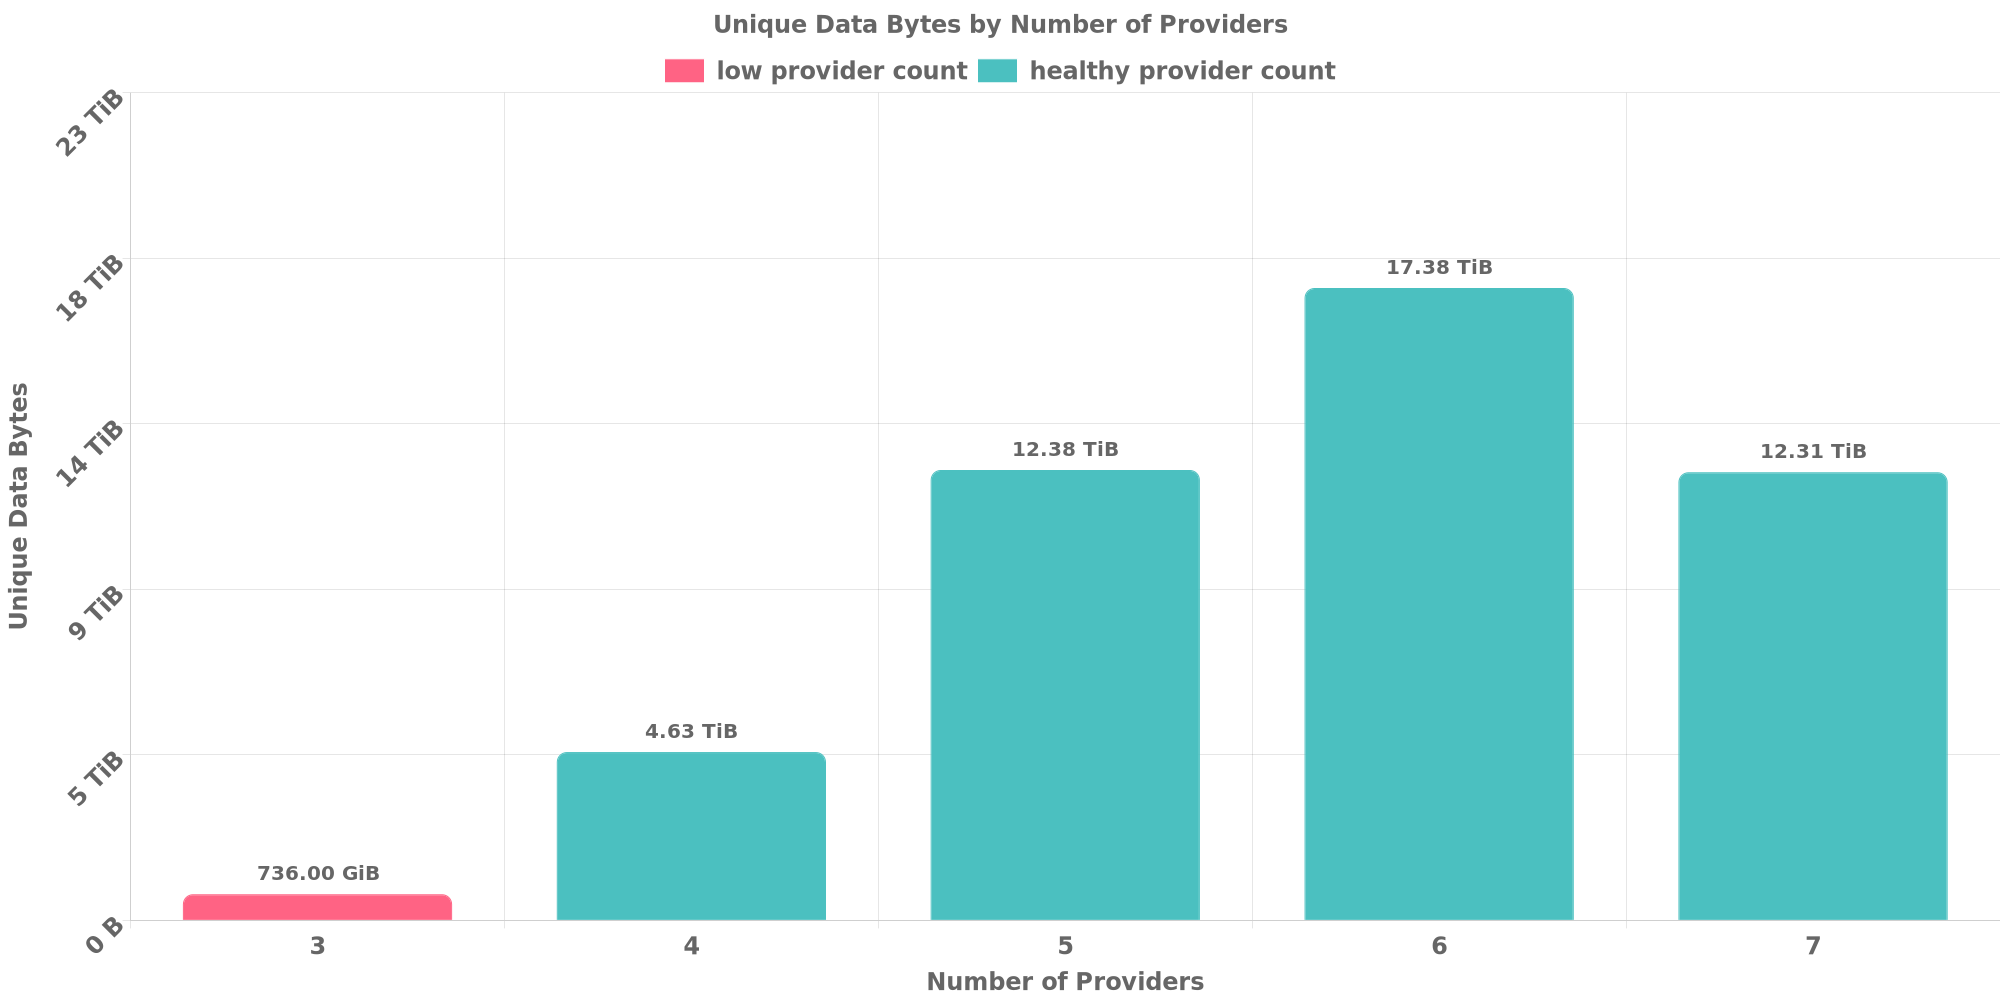 Unique Data Bytes by Number of Providers
low provider count healthy provider count
23 TiB
18 TiB
14 TiB
9 TiB
5 TiB
0 B
Unique Data Bytes
736.00 GiB
4.63 TiB
12.38 TiB
17.38 TiB
12.31 TiB
3 4 5 6 7
Number of Providers